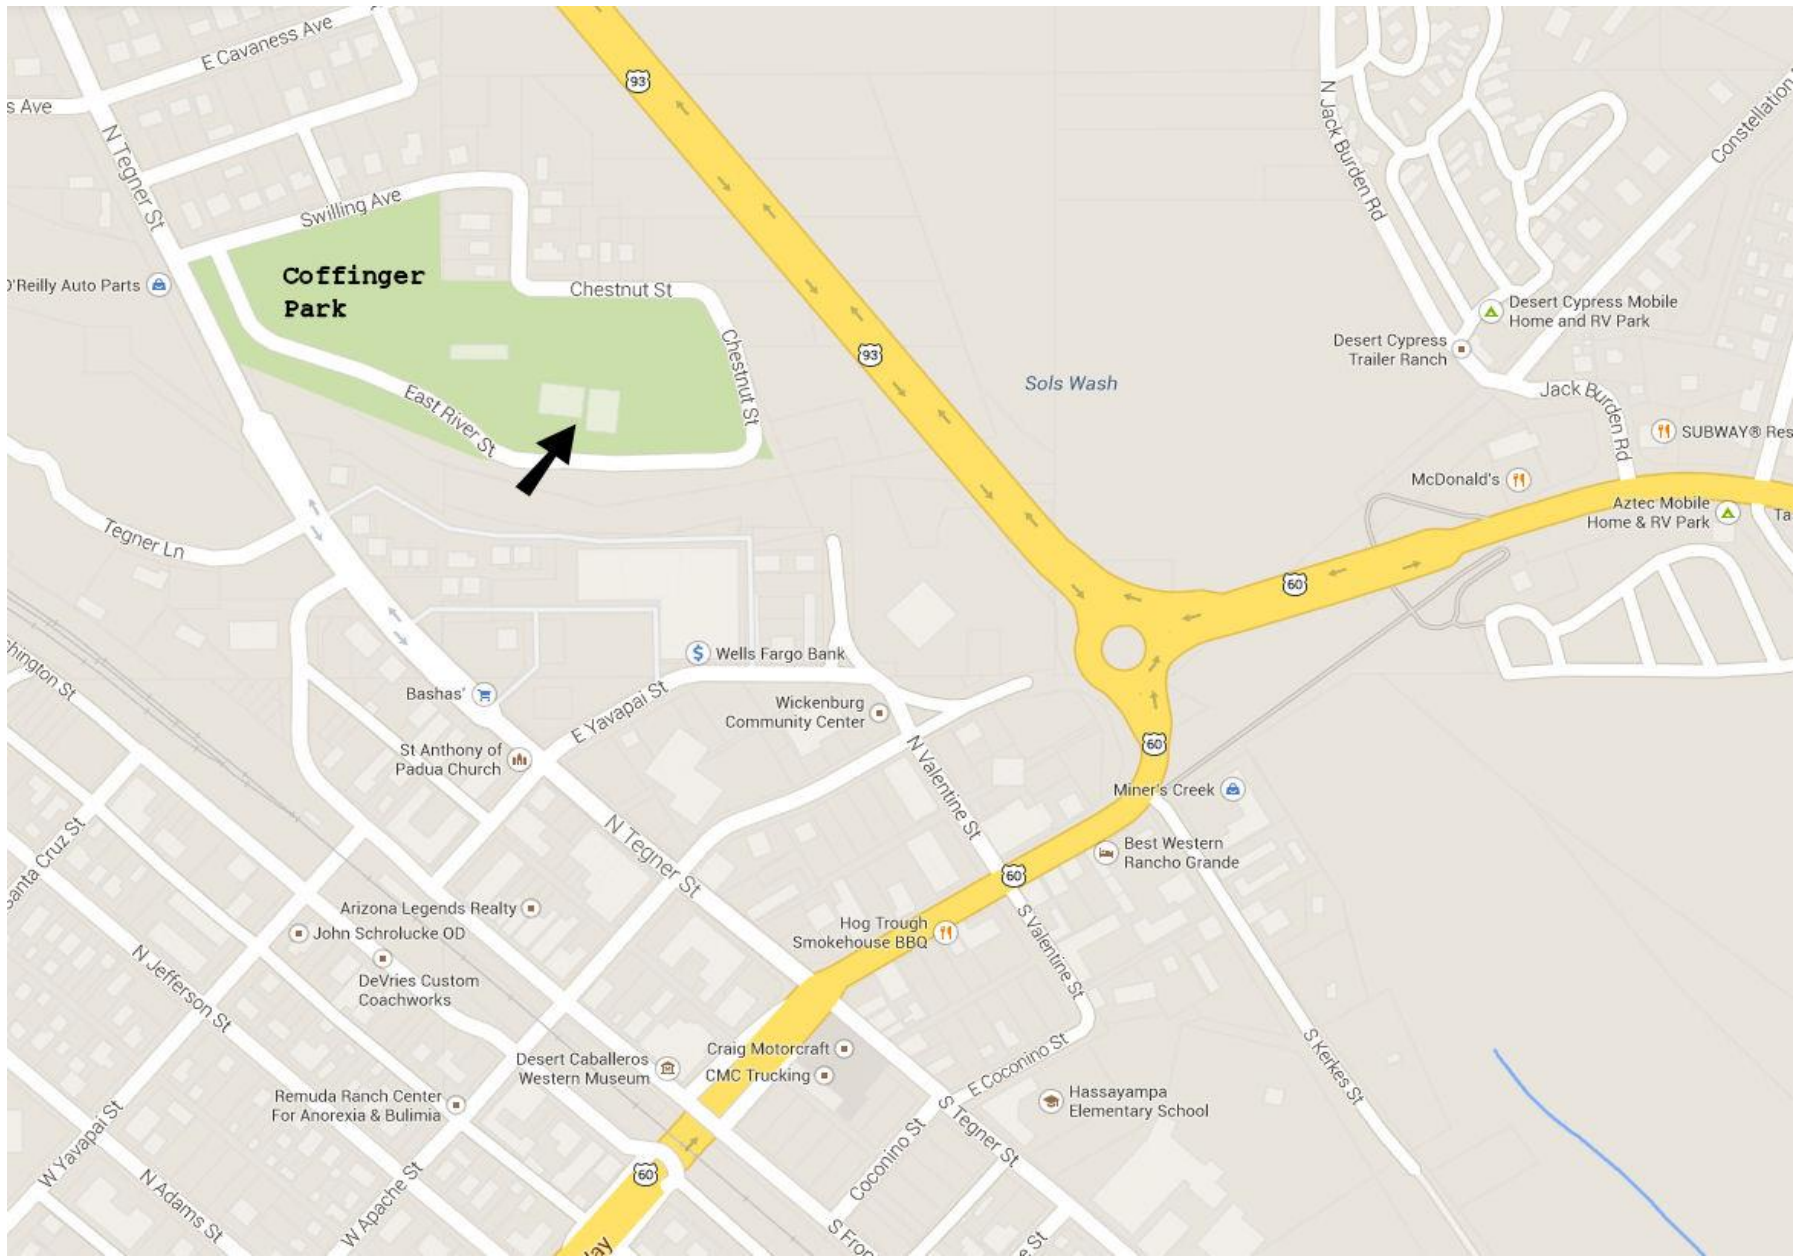 E Cavaness Ave
s Ave
N Tegner St
Swilling Ave
Coffinger
Park
O'Reilly Auto Parts
Chestnut St
Chestnut St
East River St
93
93
Sols Wash
N Jack Burden Rd
Constellation
Desert Cypress Mobile
Home and RV Park
Desert Cypress
Trailer Ranch
Jack Burden Rd
SUBWAY® Res
McDonald's
Aztec Mobile
Home & RV Park
Ta
60
Tegner Ln
Wells Fargo Bank
hington St
Bashas'
E Yavapai St
Wickenburg
Community Center
St Anthony of
Padua Church
60
Miner's Creek
N Valentine St
N Tegner St
Best Western
Rancho Grande
60
Santa Cruz St
Arizona Legends Realty
John Schrolucke OD
DeVries Custom
Coachworks
Hog Trough
Smokehouse BBQ
S Valentine St
N Jefferson St
Craig Motorcraft
CMC Trucking
Desert Caballeros
Western Museum
E Coconino St
S Kerkes St
Remuda Ranch Center
For Anorexia & Bulimia
Hassayampa
Elementary School
S Tegner St
Coconino St
W Yavapai St
N Adams St
W Apache St
60
S Fro
e St
ay